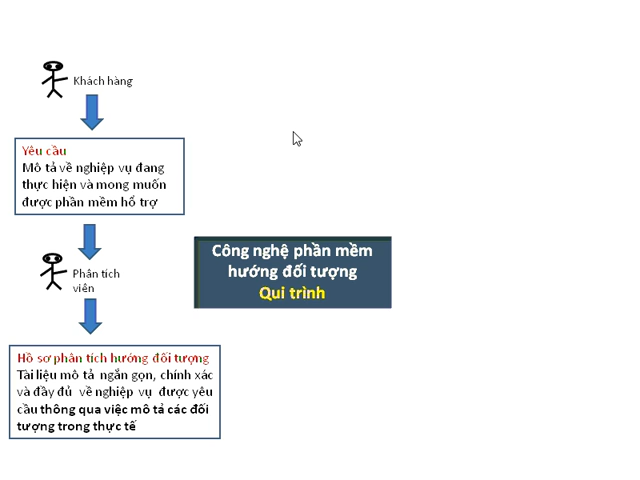 Khách hàng
Yêu cầu
Mô tả về nghiệp vụ đang
thực hiện và mong muốn
được phần mềm hổ trợ
Phân tích
viên
Công nghệ phần mềm
hướng đối tượng
Qui trình
Hồ sơ phân tích hướng đối tượng
Tài liệu mô tả ngắn gọn, chính xác
và đầy đủ về nghiệp vụ được yêu
cầu thông qua việc mô tả các đối
tượng trong thực tế